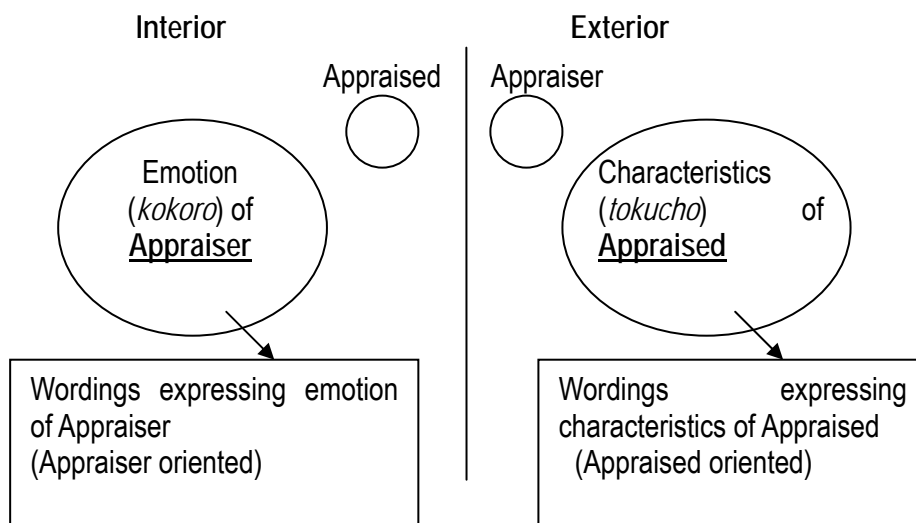 Interior
Appraised
Emotion
(kokoro) of
Appraiser
Wordings expressing emotion
of Appraiser
(Appraiser oriented)
Exterior
Appraiser
Characteristics
(tokucho) of
Appraised
Wordings expressing
characteristics of Appraised
(Appraised oriented)